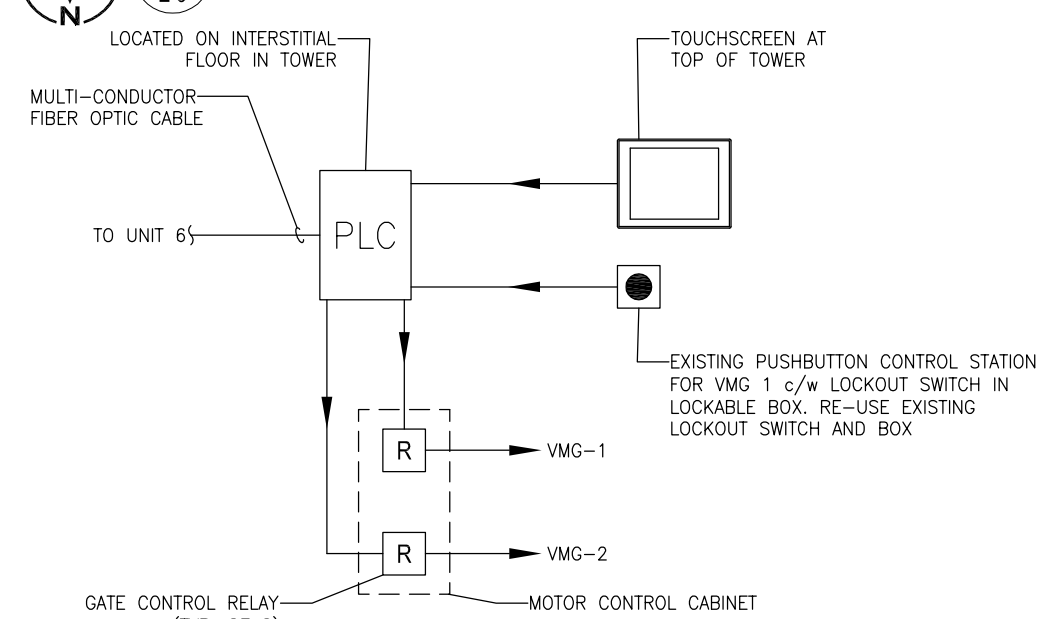 N
LOCATED ON INTERSTITIAL
FLOOR IN TOWER
TOUCHSCREEN AT
TOP OF TOWER
MULTI-CONDUCTOR
FIBER OPTIC CABLE
TO UNIT 6
PLC
EXISTING PUSHBUTTON CONTROL STATION
FOR VMG 1 c/w LOCKOUT SWITCH IN
LOCKABLE BOX. RE-USE EXISTING
LOCKOUT SWITCH AND BOX
R
VMG-1
R
VMG-2
GATE CONTROL RELAY
MOTOR CONTROL CABINET